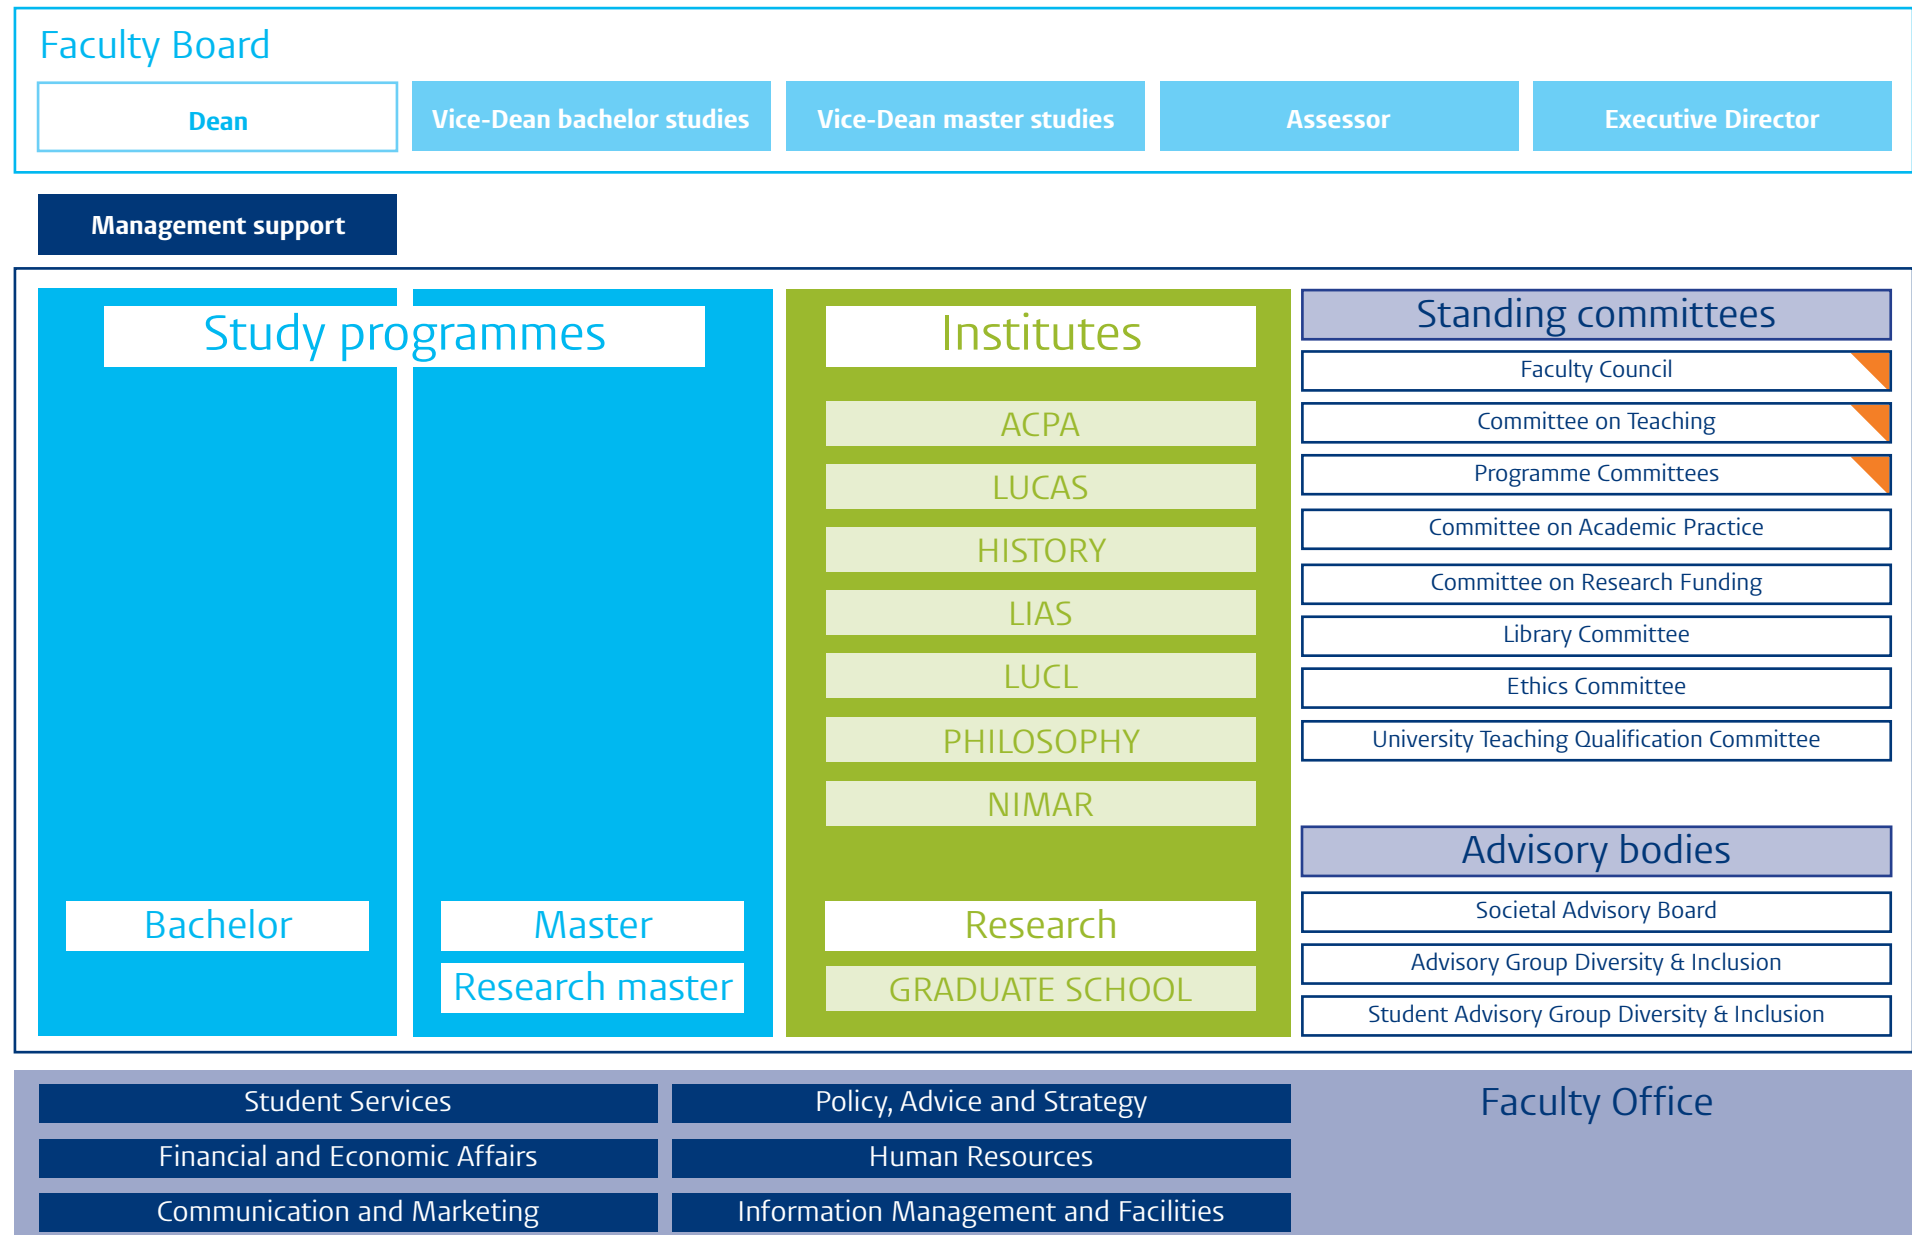 Faculty Board
Dean
Vice-Dean bachelor studies
Vice-Dean master studies
Assessor
Executive Director
Management support
Study programmes
Bachelor
Master
Research master
Institutes
ACPA
LUCAS
HISTORY
LIAS
LUCL
PHILOSOPHY
NIMAR
Research
GRADUATE SCHOOL
Standing committees
Faculty Council
Committee on Teaching
Programme Committees
Committee on Academic Practice
Committee on Research Funding
Library Committee
Ethics Committee
University Teaching Qualification Committee
Advisory bodies
Societal Advisory Board
Advisory Group Diversity & Inclusion
Student Advisory Group Diversity & Inclusion
Student Services
Policy, Advice and Strategy
Faculty Office
Financial and Economic Affairs
Human Resources
Communication and Marketing
Information Management and Facilities